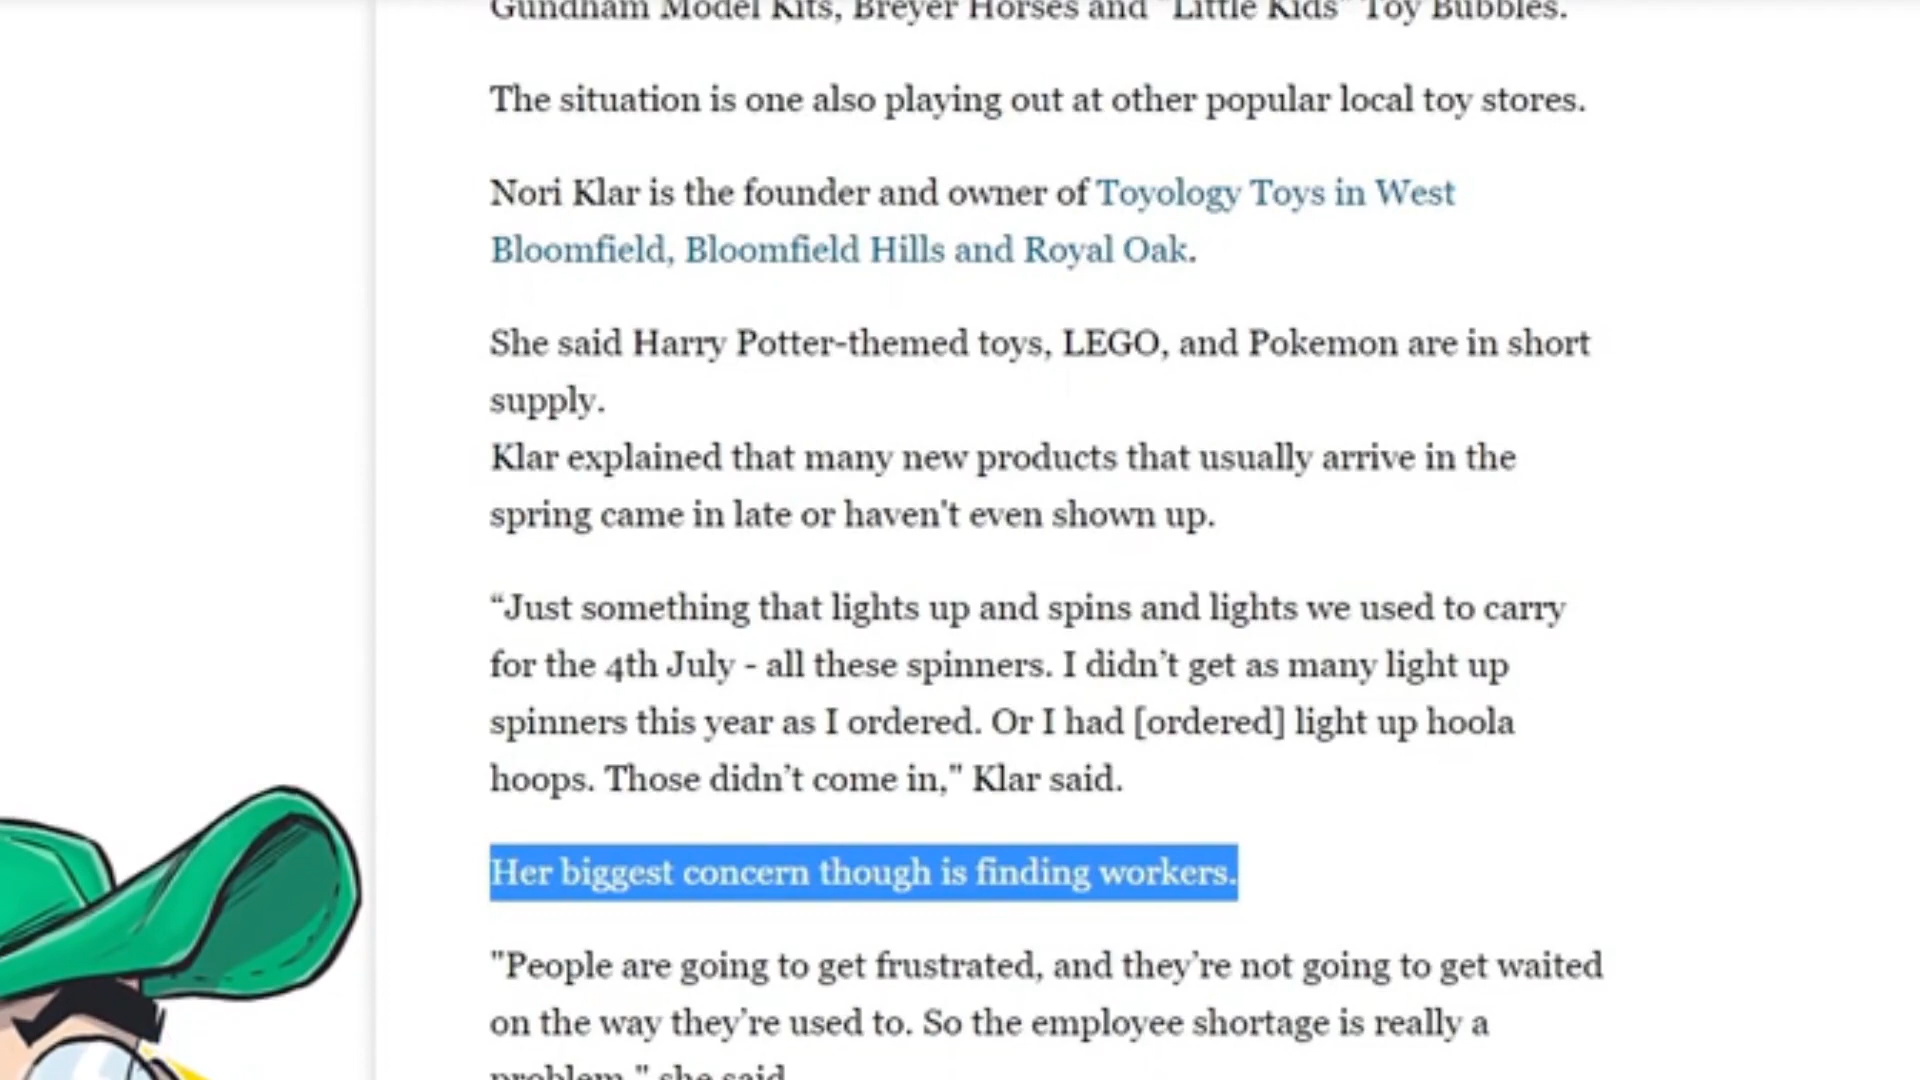 Gundham Model Kits, Breyer Horses and "Little Kids" Toy Bubbles.
The situation is one also playing out at other popular local toy stores.
Nori Klar is the founder and owner of Toyology Toys in West
Bloomfield, Bloomfield Hills and Royal Oak.
She said Harry Potter-themed toys, LEGO, and Pokemon are in short
supply.
Klar explained that many new products that usually arrive in the
spring came in late or haven't even shown up.
“Just something that lights up and spins and lights we used to carry
for the 4th July - all these spinners. I didn’t get as many light up
spinners this year as I ordered. Or I had [ordered] light up hoola
hoops. Those didn’t come in," Klar said.
Her biggest concern though is finding workers.
"People are going to get frustrated, and they’re not going to get waited
on the way they’re used to. So the employee shortage is really a
problem," she said.